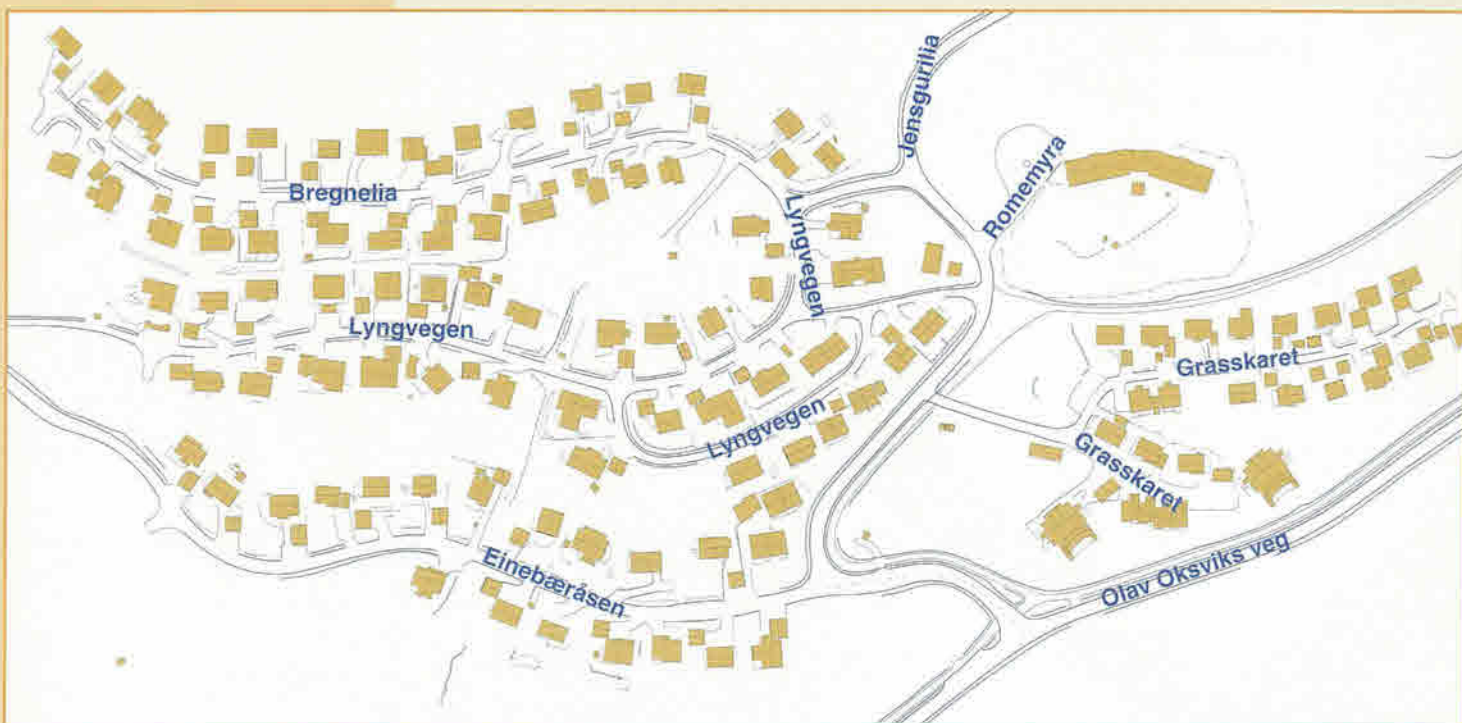 Jensgurilia
Romemyra
Bregnelia
Lyngvegen
Lyngvegen
Grasskaret
Lyngvegen
Grasskaret
Einebæråsen
Olav Oksviks veg